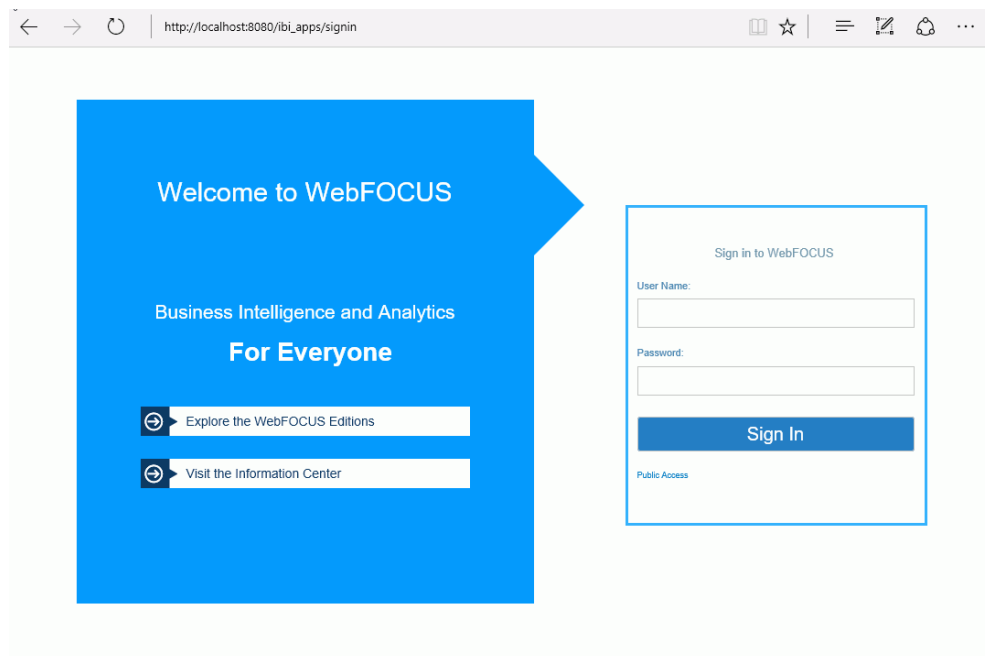 http://localhost:8080/ibi_apps/signin
Welcome to WebFOCUS
Business Intelligence and Analytics
For Everyone
Explore the WebFOCUS Editions
Visit the Information Center
Sign in to WebFOCUS
User Name:
Password:
Sign In
Public Access